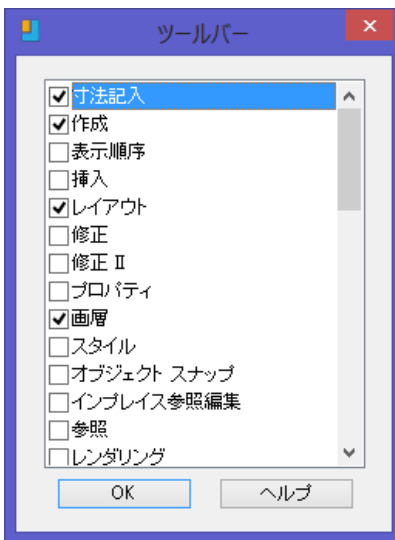 ツールバー
寸法記入
作成
表示順序
挿入
レイアウト
修正
修正 II
プロパティ
画層
スタイル
オブジェクト スナップ
インプレイス参照編集
参照
レンダリング
OK
ヘルプ